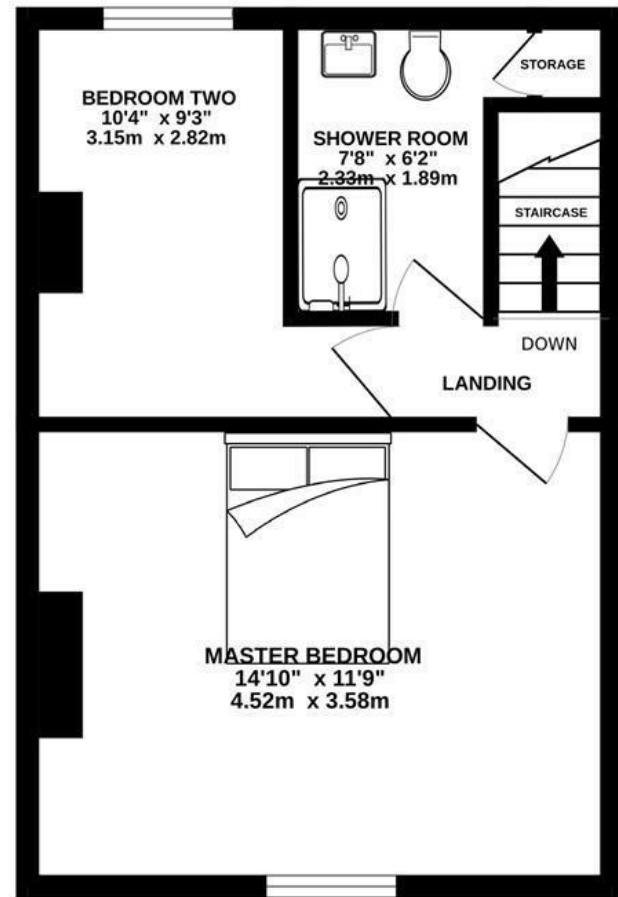 BEDROOM TWO
10'4" x 9'3"
3.15m x 2.82m
SHOWER ROOM
7'8" x 6'2"
2.33m x 1.89m
STORAGE
STAIRCASE
DOWN
LANDING
MASTER BEDROOM
14'10" x 11'9"
4.52m x 3.58m